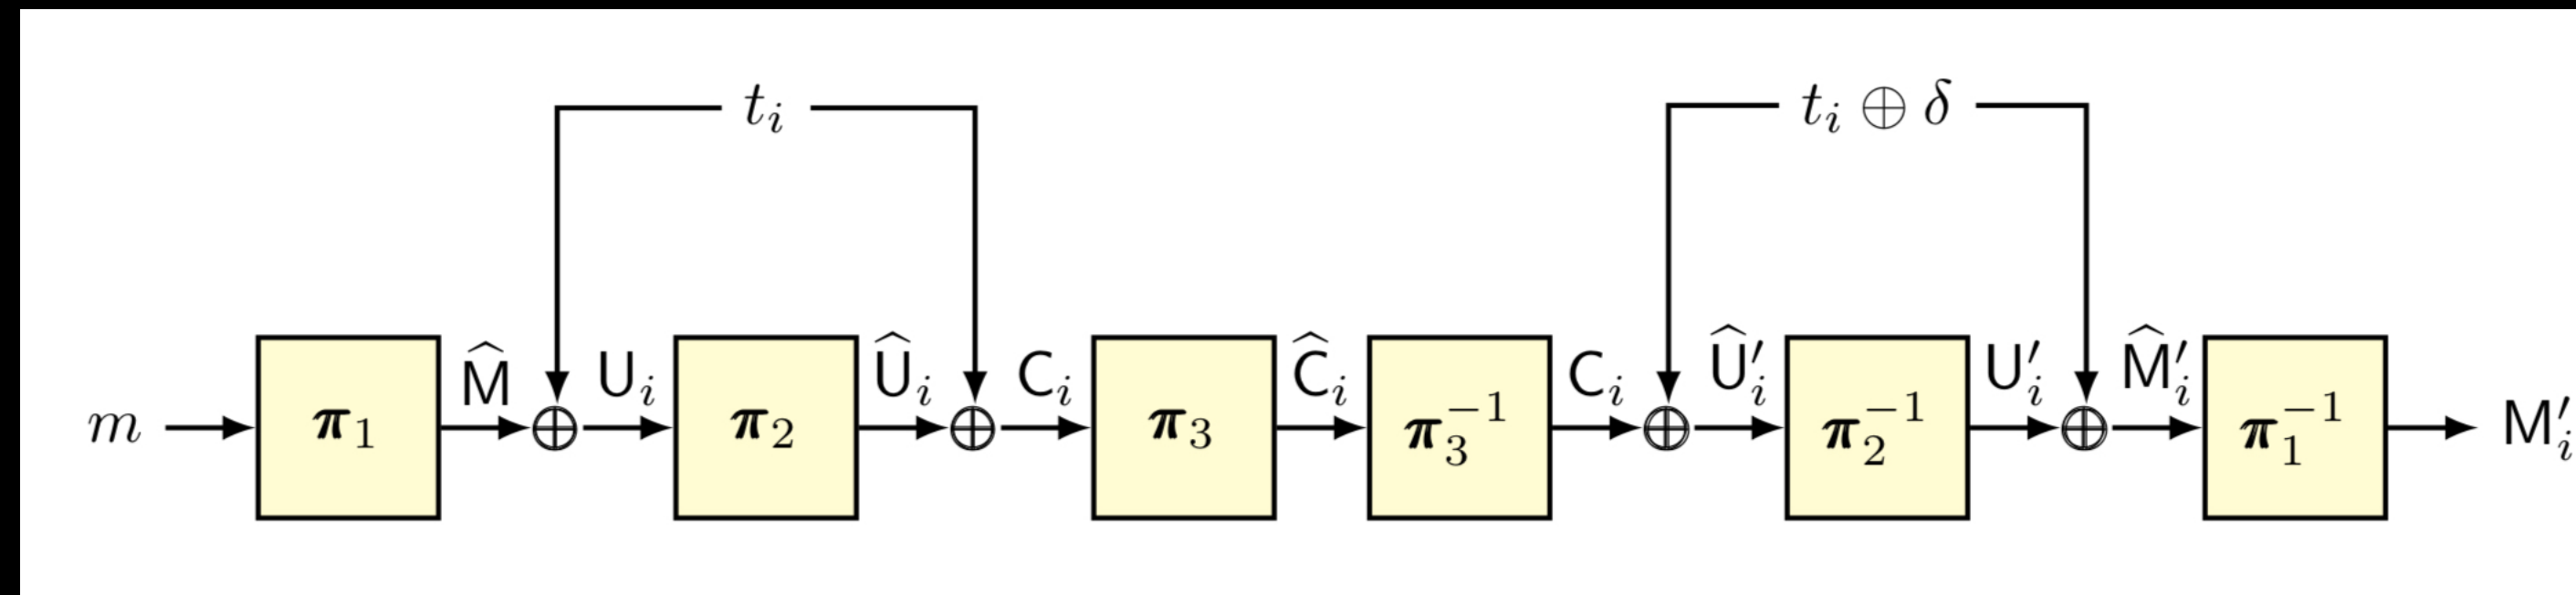 t_i t_i ⊕ δ
m π_1 M̂ ⊕ U_i π_2 Û_i ⊕ C_i π_3 Ĉ_i π_3^{-1} C_i ⊕ Û'_i π_2^{-1} U'_i ⊕ M̂'_i π_1^{-1} M'_i